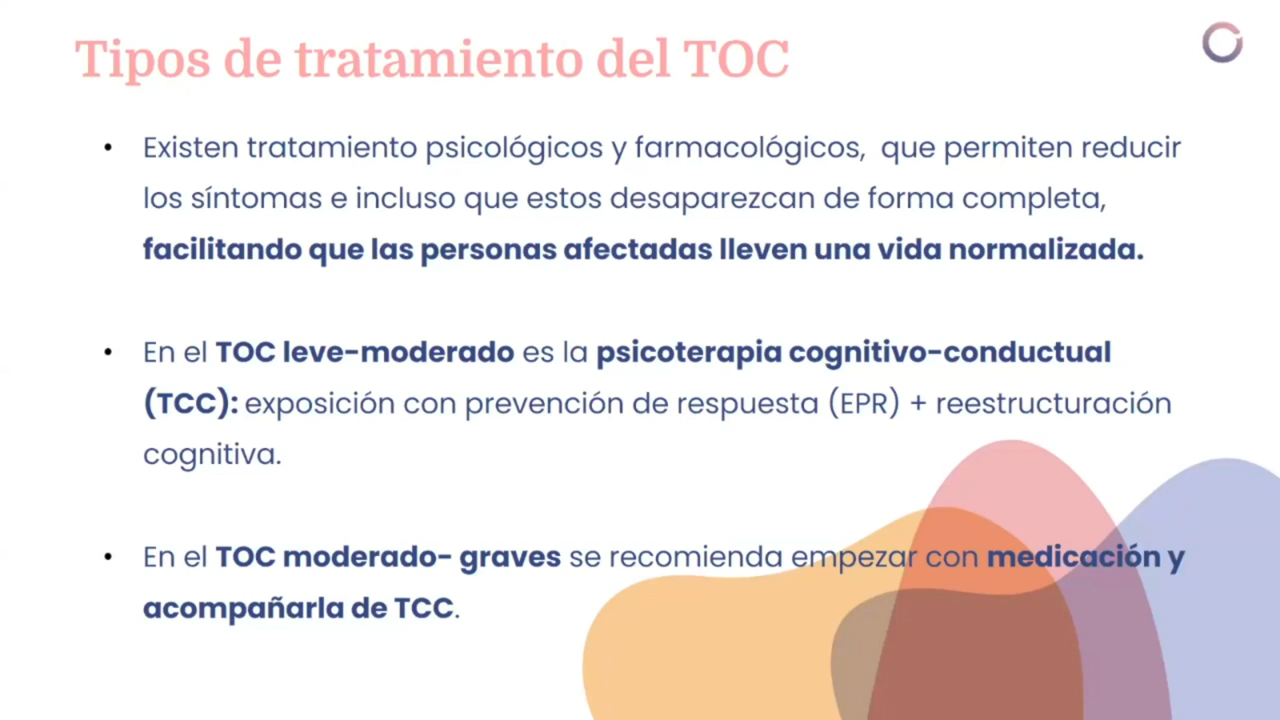 Tipos de tratamiento del TOC
• Existen tratamiento psicológicos y farmacológicos, que permiten reducir
los síntomas e incluso que estos desaparezcan de forma completa,
facilitando que las personas afectadas lleven una vida normalizada.
• En el TOC leve-moderado es la psicoterapia cognitivo-conductual
(TCC): exposición con prevención de respuesta (EPR) + reestructuración
cognitiva.
• En el TOC moderado- graves se recomienda empezar con medicación y
acompañarla de TCC.